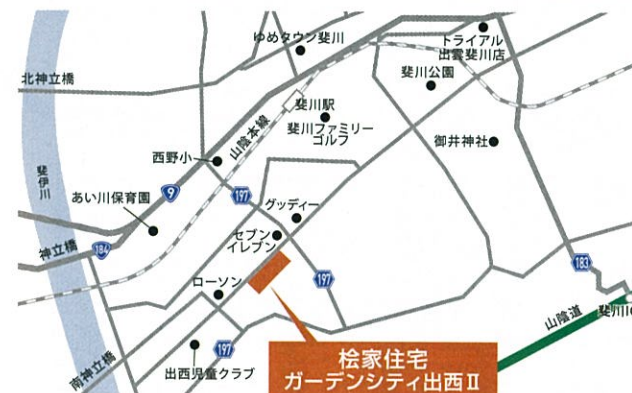 ゆめタウン斐川
トライアル
出雲斐川店
北神立橋
斐川公園
斐川駅
斐川ファミリー
ゴルフ
山陰本線
御井神社
西野小
斐伊川
9
197
あい川保育園
グッディー
セブン
イレブン
神立橋
184
183
197
ローソン
山陰道
斐川IC
南神立橋
197
出西児童クラブ
桧家住宅
ガーデンシティ出西Ⅱ